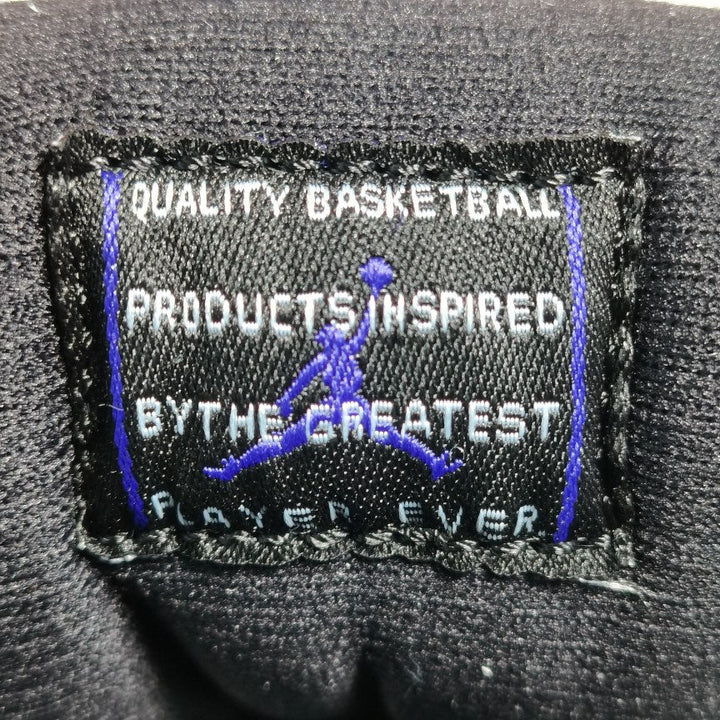 QUALITY BASKETBALL
PRODUCTS INSPIRED
BY THE GREATEST
PLAYER EVER.